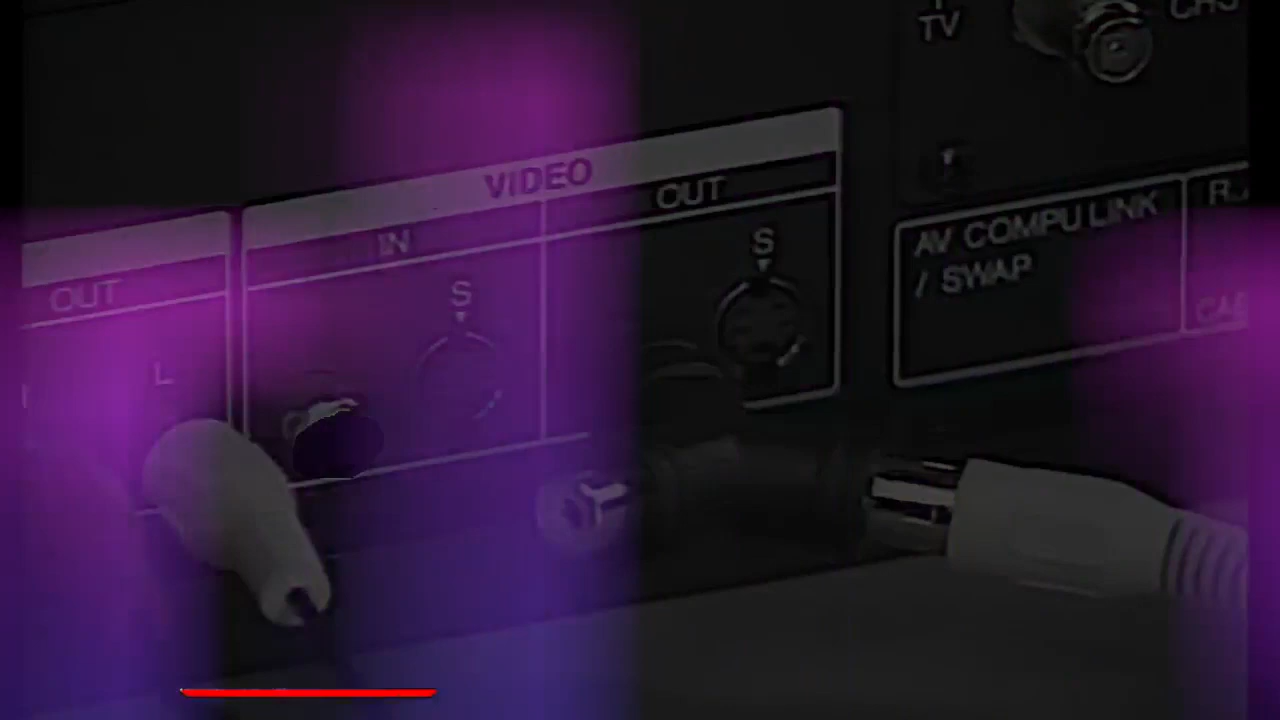 TV
VIDEO
OUT
IN
OUT
S
S
L
AV COMPU LINK
/ SWAP